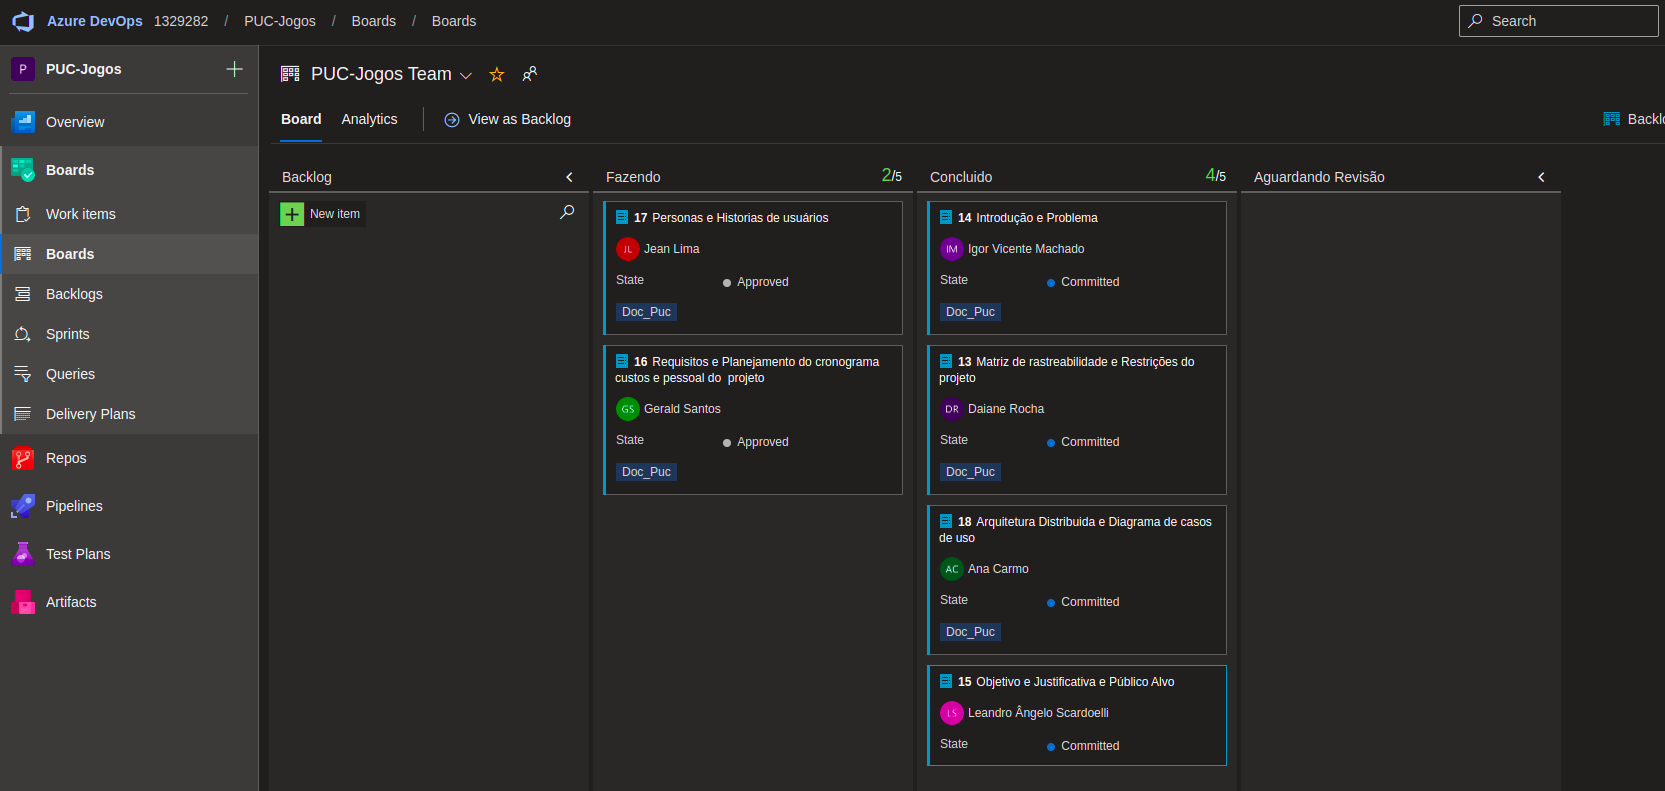 Azure DevOps 1329282 / PUC-Jogos / Boards / Boards
Search
P PUC-Jogos
Overview
Boards
Work items
Boards
Backlogs
Sprints
Queries
Delivery Plans
Repos
Pipelines
Test Plans
Artifacts
PUC-Jogos Team
Board Analytics View as Backlog
Backlog
New item
Fazendo 2/5
17 Personas e Historias de usuários
JL Jean Lima
State Approved
Doc_Puc
16 Requisitos e Planejamento do cronograma
custos e pessoal do projeto
GS Gerald Santos
State Approved
Doc_Puc
Concluido 4/5
14 Introdução e Problema
IM Igor Vicente Machado
State Committed
Doc_Puc
13 Matriz de rastreabilidade e Restrições do
projeto
DR Daiane Rocha
State Committed
Doc_Puc
18 Arquitetura Distribuida e Diagrama de casos
de uso
AC Ana Carmo
State Committed
Doc_Puc
15 Objetivo e Justificativa e Público Alvo
LS Leandro Ângelo Scardoelli
State Committed
Aguardando Revisão